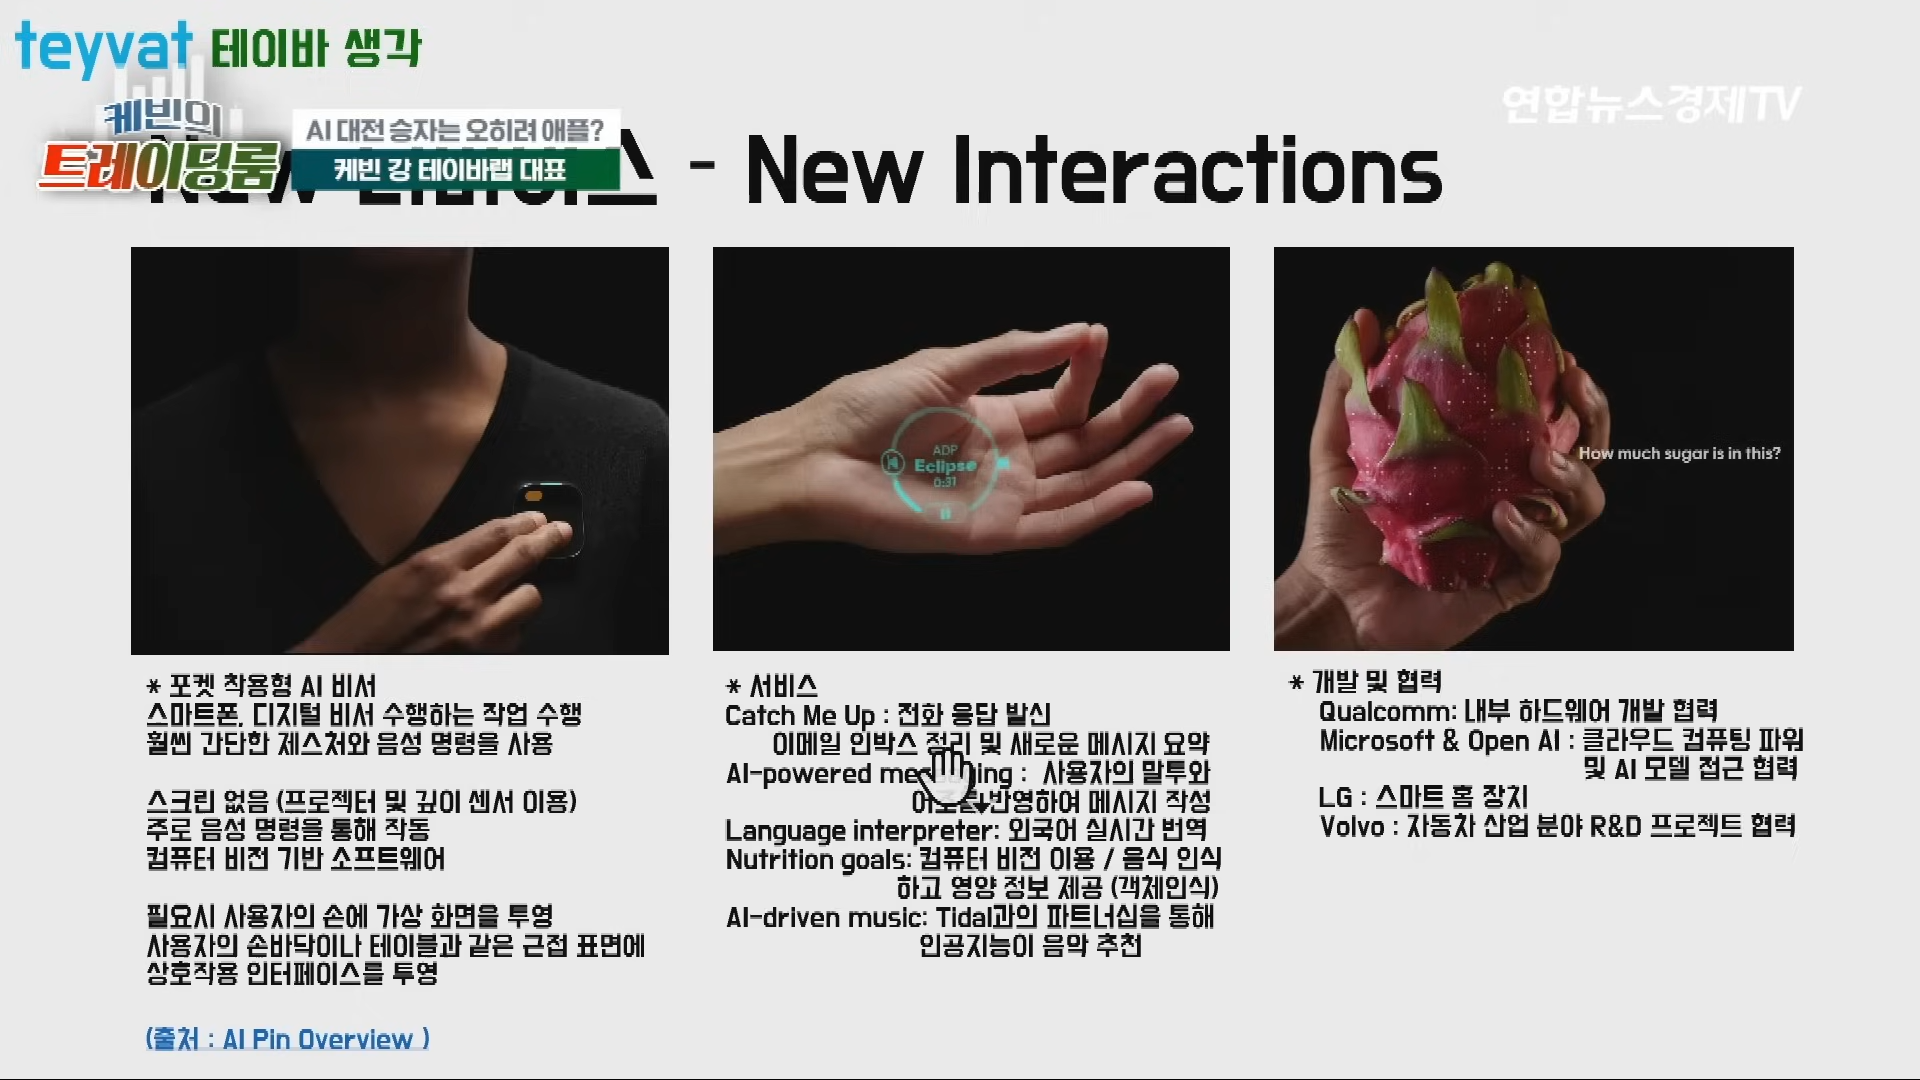 teyvat 테이바 생각
케빈의
트레이딩룸
AI 대전 승자는 오히려 애플?
케빈 강 테이바랩 대표
연합뉴스경제TV
New - New Interactions
ADP
Eclipse
0:31
How much sugar is in this?
* 포켓 착용형 AI 비서
스마트폰, 디지털 비서 수행하는 작업 수행
훨씬 간단한 제스처와 음성 명령을 사용
스크린 없음 (프로젝터 및 깊이 센서 이용)
주로 음성 명령을 통해 작동
컴퓨터 비전 기반 소프트웨어
필요시 사용자의 손에 가상 화면을 투영
사용자의 손바닥이나 테이블과 같은 근접 표면에
상호작용 인터페이스를 투영
(출처 : AI Pin Overview )
* 서비스
Catch Me Up : 전화 응답 발신
이메일 인박스 정리 및 새로운 메시지 요약
AI-powered : 사용자의 말투와
반영하여 메시지 작성
Language interpreter: 외국어 실시간 번역
Nutrition goals: 컴퓨터 비전 이용 / 음식 인식
하고 영양 정보 제공 (객체인식)
AI-driven music: Tidal과의 파트너십을 통해
인공지능이 음악 추천
* 개발 및 협력
Qualcomm: 내부 하드웨어 개발 협력
Microsoft & Open AI : 클라우드 컴퓨팅 파워
및 AI 모델 접근 협력
LG : 스마트 홈 장치
Volvo : 자동차 산업 분야 R&D 프로젝트 협력